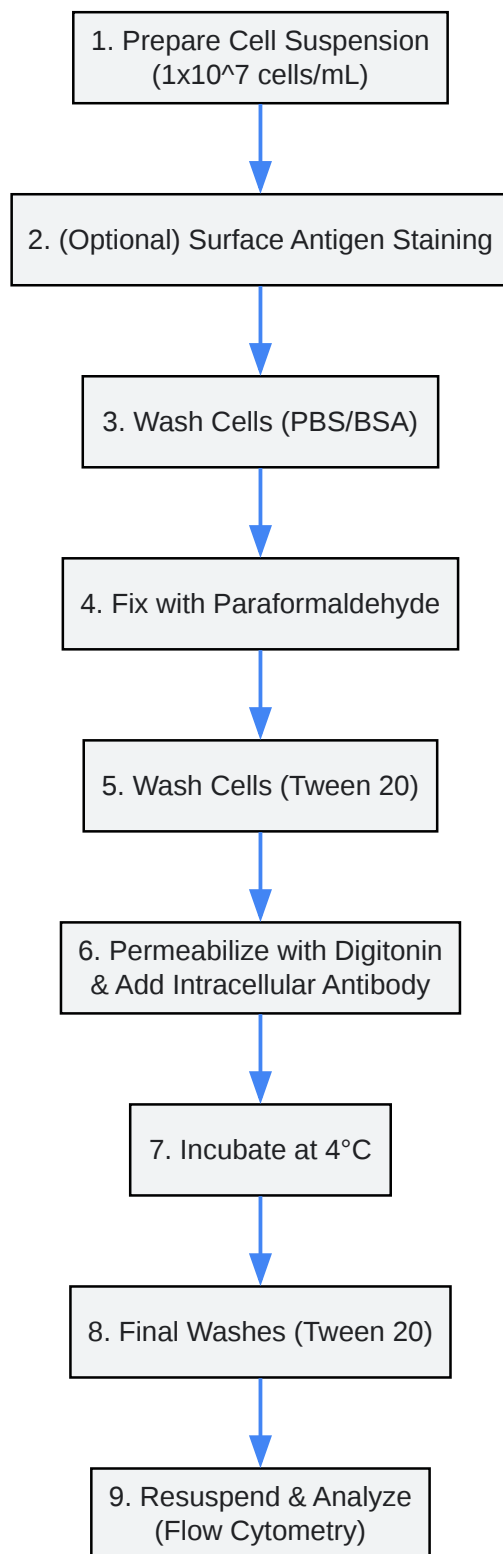 1. Prepare Cell Suspension
(1x10^7 cells/mL)
2. (Optional) Surface Antigen Staining
3. Wash Cells (PBS/BSA)
4. Fix with Paraformaldehyde
5. Wash Cells (Tween 20)
6. Permeabilize with Digitonin
& Add Intracellular Antibody
7. Incubate at 4°C
8. Final Washes (Tween 20)
9. Resuspend & Analyze
(Flow Cytometry)